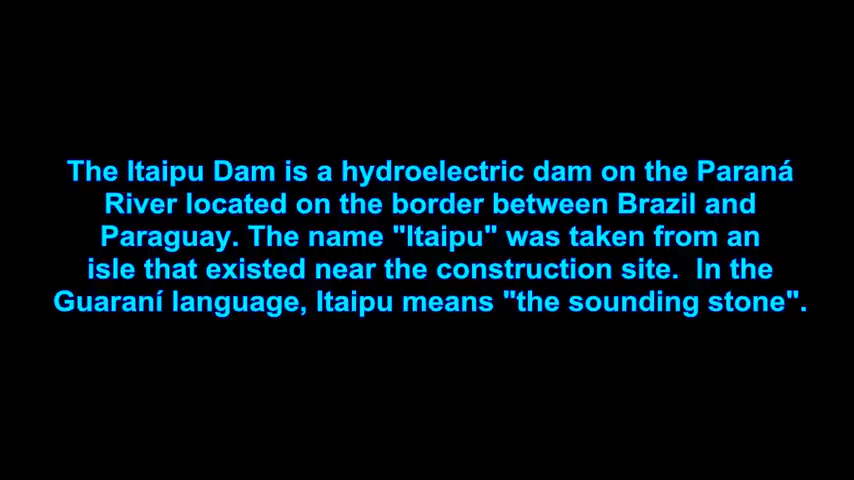 The Itaipu Dam is a hydroelectric dam on the Paraná
River located on the border between Brazil and
Paraguay. The name "Itaipu" was taken from an
isle that existed near the construction site.  In the
Guaraní language, Itaipu means "the sounding stone".